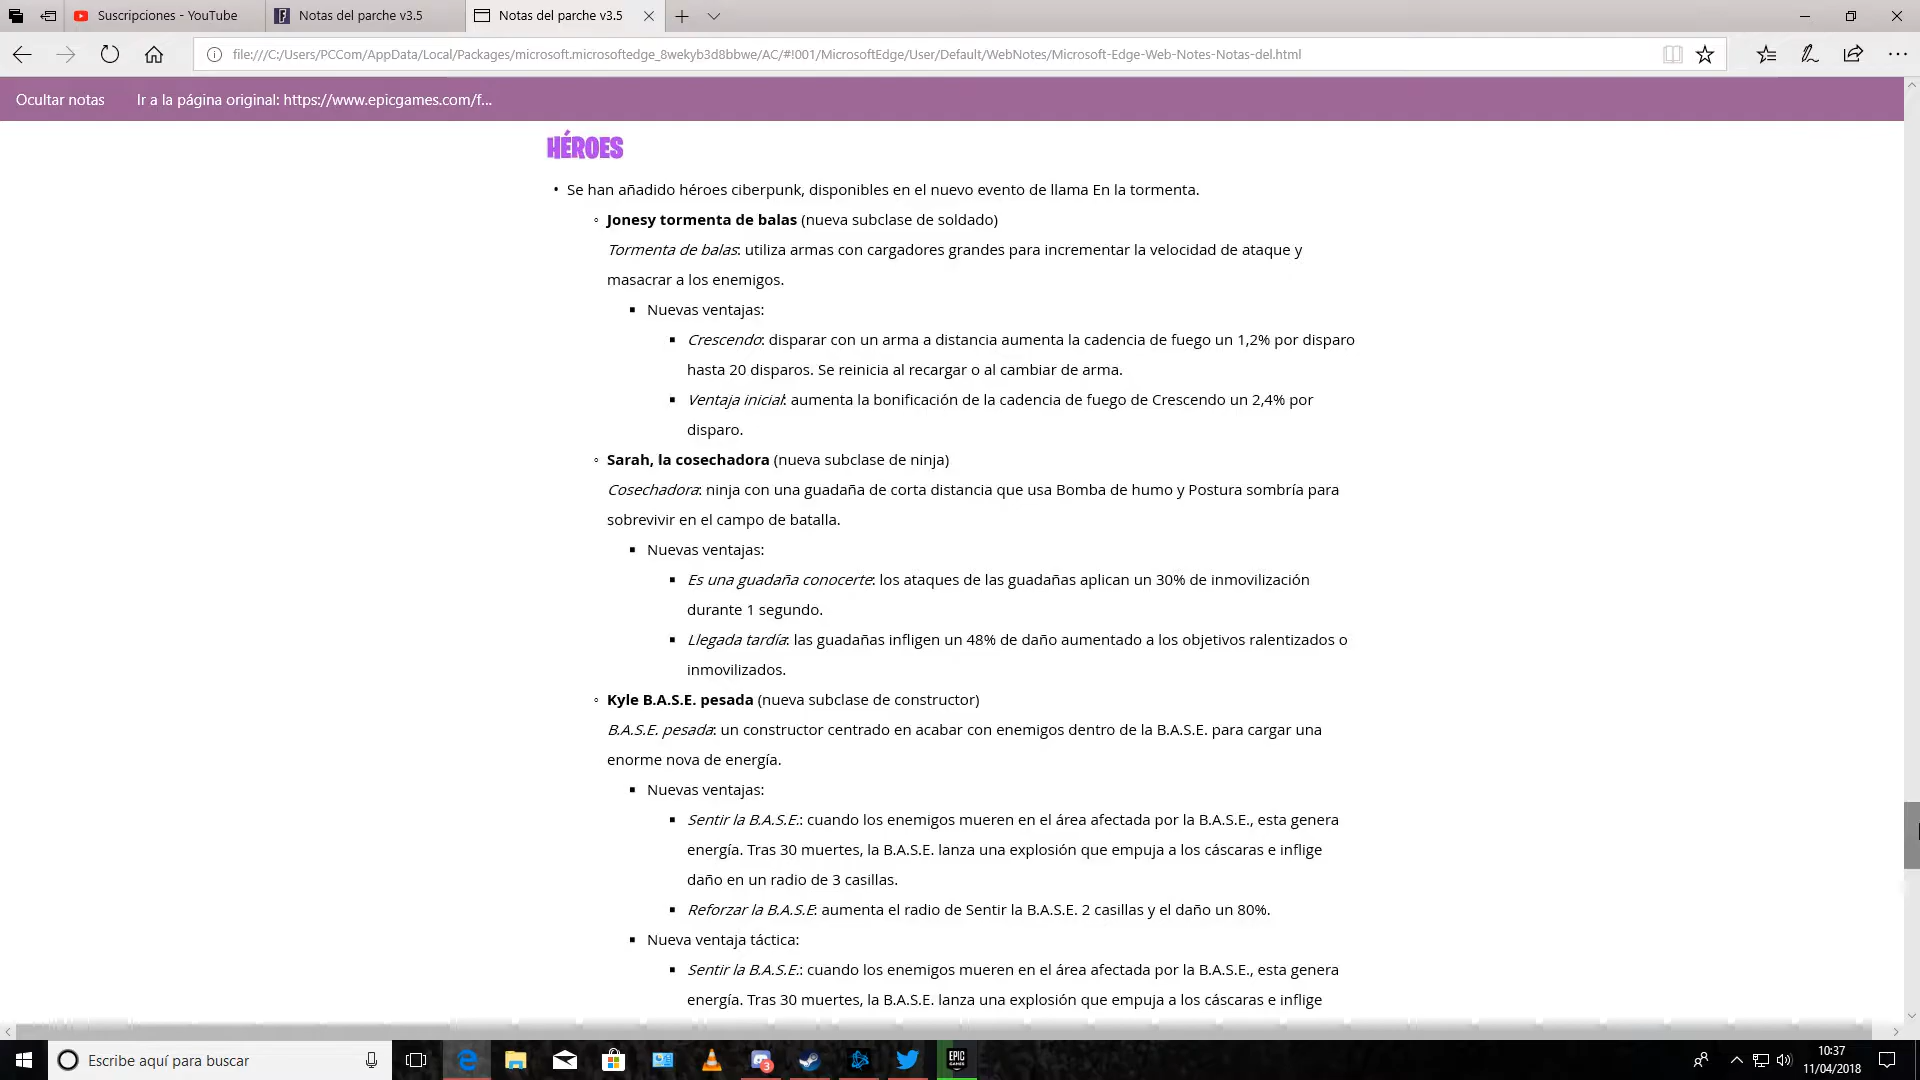 Suscripciones - YouTube
Notas del parche v3.5
Notas del parche v3.5
file:///C:/Users/PCCom/AppData/Local/Packages/microsoft.microsoftedge_8wekyb3d8bbwe/AC/#!001/MicrosoftEdge/User/Default/WebNotes/Microsoft-Edge-Web-Notes-Notas-del.html
Ocultar notas
Ir a la página original: https://www.epicgames.com/f...
HÉROES
• Se han añadido héroes ciberpunk, disponibles en el nuevo evento de llama En la tormenta.
◦ Jonesy tormenta de balas (nueva subclase de soldado)
Tormenta de balas: utiliza armas con cargadores grandes para incrementar la velocidad de ataque y
masacrar a los enemigos.
▪ Nuevas ventajas:
▪ Crescendo: disparar con un arma a distancia aumenta la cadencia de fuego un 1,2% por disparo
hasta 20 disparos. Se reinicia al recargar o al cambiar de arma.
▪ Ventaja inicial: aumenta la bonificación de la cadencia de fuego de Crescendo un 2,4% por
disparo.
◦ Sarah, la cosechadora (nueva subclase de ninja)
Cosechadora: ninja con una guadaña de corta distancia que usa Bomba de humo y Postura sombría para
sobrevivir en el campo de batalla.
▪ Nuevas ventajas:
▪ Es una guadaña conocerte: los ataques de las guadañas aplican un 30% de inmovilización
durante 1 segundo.
▪ Llegada tardía: las guadañas infligen un 48% de daño aumentado a los objetivos ralentizados o
inmovilizados.
◦ Kyle B.A.S.E. pesada (nueva subclase de constructor)
B.A.S.E. pesada: un constructor centrado en acabar con enemigos dentro de la B.A.S.E. para cargar una
enorme nova de energía.
▪ Nuevas ventajas:
▪ Sentir la B.A.S.E.: cuando los enemigos mueren en el área afectada por la B.A.S.E., esta genera
energía. Tras 30 muertes, la B.A.S.E. lanza una explosión que empuja a los cáscaras e inflige
daño en un radio de 3 casillas.
▪ Reforzar la B.A.S.E: aumenta el radio de Sentir la B.A.S.E. 2 casillas y el daño un 80%.
▪ Nueva ventaja táctica:
▪ Sentir la B.A.S.E.: cuando los enemigos mueren en el área afectada por la B.A.S.E., esta genera
energía. Tras 30 muertes, la B.A.S.E. lanza una explosión que empuja a los cáscaras e inflige
Escribe aquí para buscar
3
EPIC
GAMES
10:37
11/04/2018